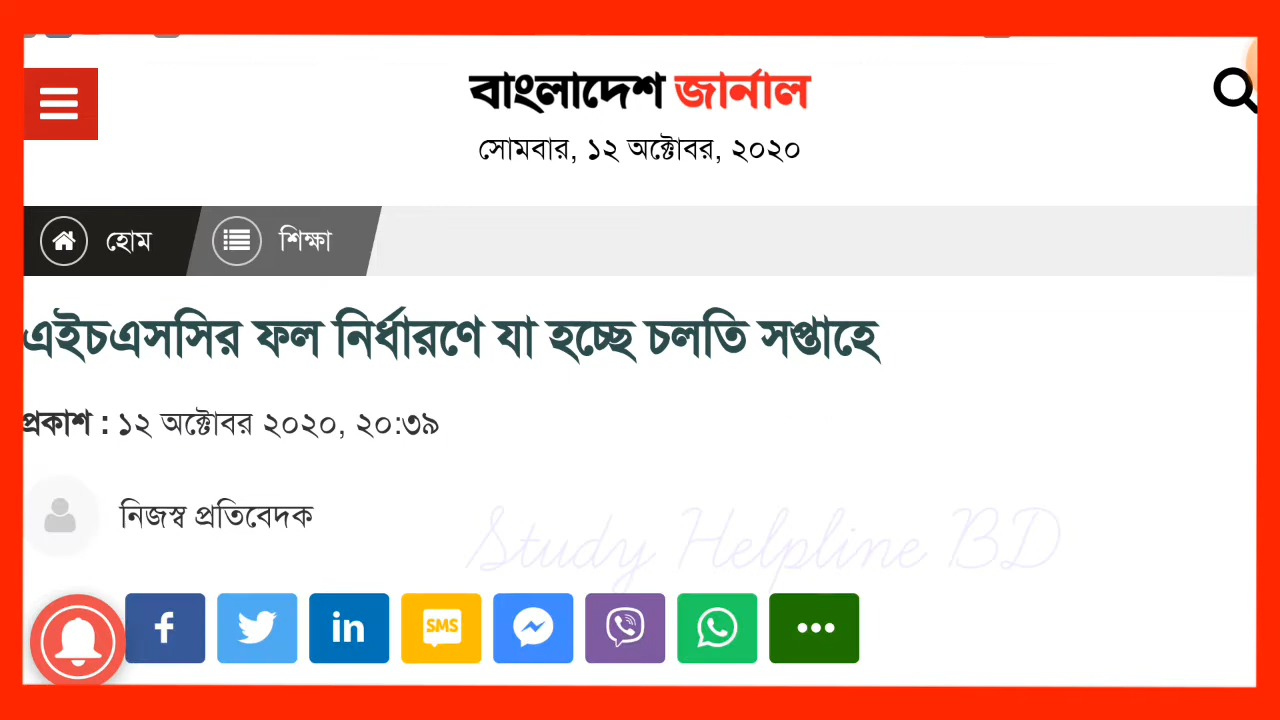 বাংলাদেশ জার্নাল
সোমবার, ১২ অক্টোবর, ২০২০
হোম শিক্ষা
এইচএসসির ফল নির্ধারণে যা হচ্ছে চলতি সপ্তাহে
প্রকাশ : ১২ অক্টোবর ২০২০, ২০:৩৯
নিজস্ব প্রতিবেদক
Study Helpline BD
SMS